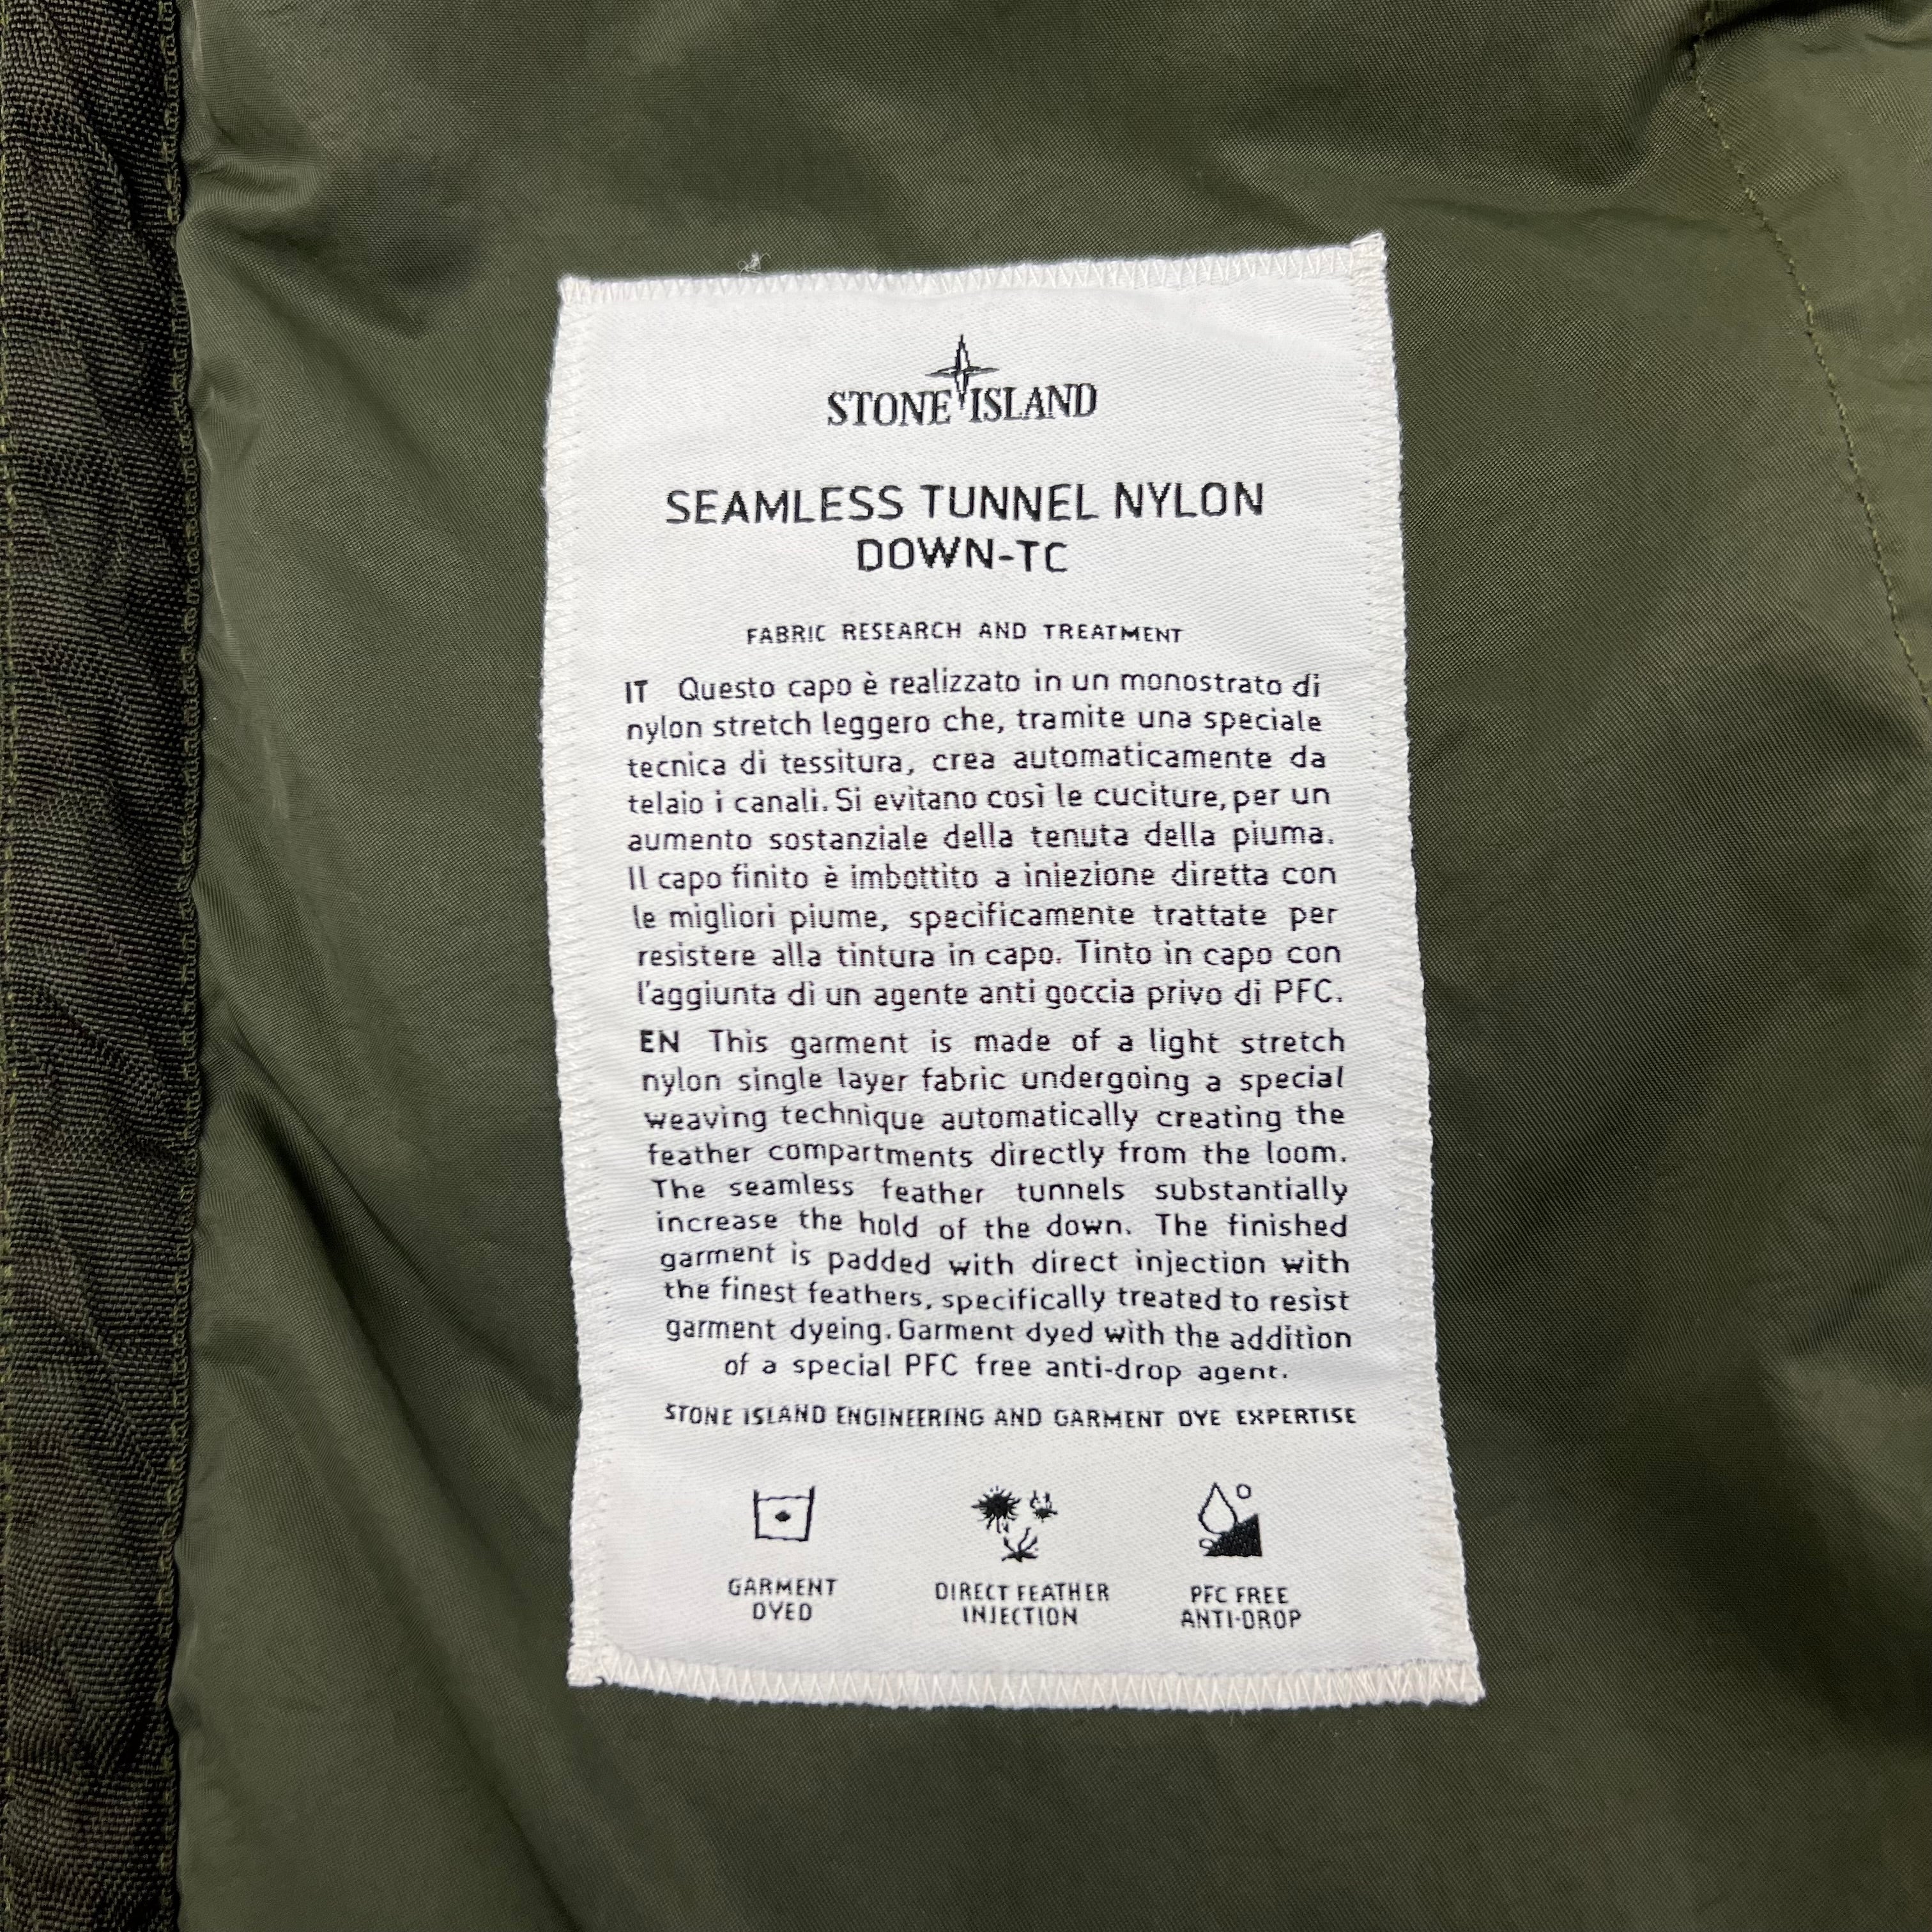 STONE ISLAND
SEAMLESS TUNNEL NYLON
DOWN-TC
FABRIC RESEARCH AND TREATMENT
IT Questo capo è realizzato in un monostrato di
nylon stretch leggero che, tramite una speciale
tecnica di tessitura, crea automaticamente da
telaio i canali. Si evitano così le cuciture, per un
aumento sostanziale della tenuta della piuma.
Il capo finito è imbottito a iniezione diretta con
le migliori piume, specificamente trattate per
resistere alla tintura in capo. Tinto in capo con
l'aggiunta di un agente anti goccia privo di PFC.
EN This garment is made of a light stretch
nylon single layer fabric undergoing a special
weaving technique automatically creating the
feather compartments directly from the loom.
The seamless feather tunnels substantially
increase the hold of the down. The finished
garment is padded with direct injection with
the finest feathers, specifically treated to resist
garment dyeing. Garment dyed with the addition
of a special PFC free anti-drop agent.
STONE ISLAND ENGINEERING AND GARMENT DYE EXPERTISE
GARMENT
DYED
DIRECT FEATHER
INJECTION
PFC FREE
ANTI-DROP